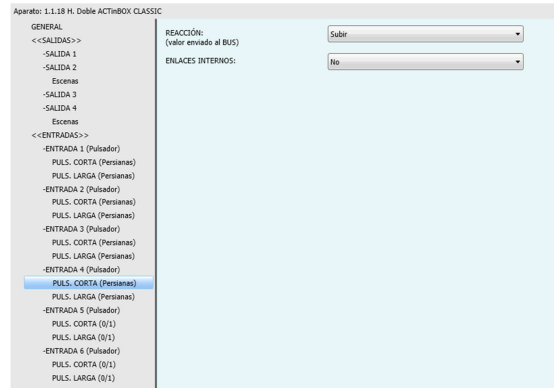 Aparato: 1.1.18 H. Doble ACTinBOX CLASSIC
GENERAL
<<SALIDAS>>
-SALIDA 1
-SALIDA 2
Escenas
-SALIDA 3
-SALIDA 4
Escenas
<<ENTRADAS>>
-ENTRADA 1 (Pulsador)
PULS. CORTA (Persianas)
PULS. LARGA (Persianas)
-ENTRADA 2 (Pulsador)
PULS. CORTA (Persianas)
PULS. LARGA (Persianas)
-ENTRADA 3 (Pulsador)
PULS. CORTA (Persianas)
PULS. LARGA (Persianas)
-ENTRADA 4 (Pulsador)
PULS. CORTA (Persianas)
PULS. LARGA (Persianas)
-ENTRADA 5 (Pulsador)
PULS. CORTA (0/1)
PULS. LARGA (0/1)
-ENTRADA 6 (Pulsador)
PULS. CORTA (0/1)
PULS. LARGA (0/1)
REACCIÓN:
(valor enviado al BUS)
Subir
ENLACES INTERNOS:
No